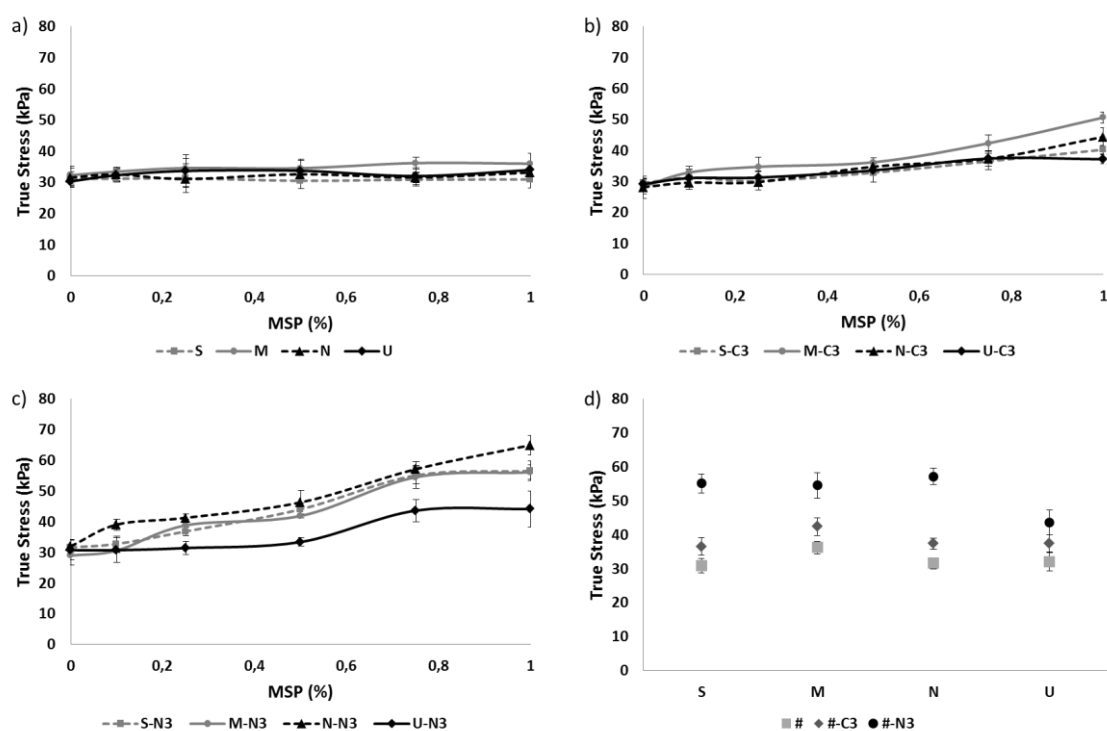 a)
True Stress (kPa)
80
70
60
50
40
30
20
10
0
0 0,2 0,4 0,6 0,8 1
MSP (%)
S M N U
b)
True Stress (kPa)
80
70
60
50
40
30
20
10
0
0 0,2 0,4 0,6 0,8 1
MSP (%)
S-C3 M-C3 N-C3 U-C3
c)
True Stress (kPa)
80
70
60
50
40
30
20
10
0
0 0,2 0,4 0,6 0,8 1
MSP (%)
S-N3 M-N3 N-N3 U-N3
d)
True Stress (kPa)
80
70
60
50
40
30
20
10
0
S M N U
# #-C3 #-N3